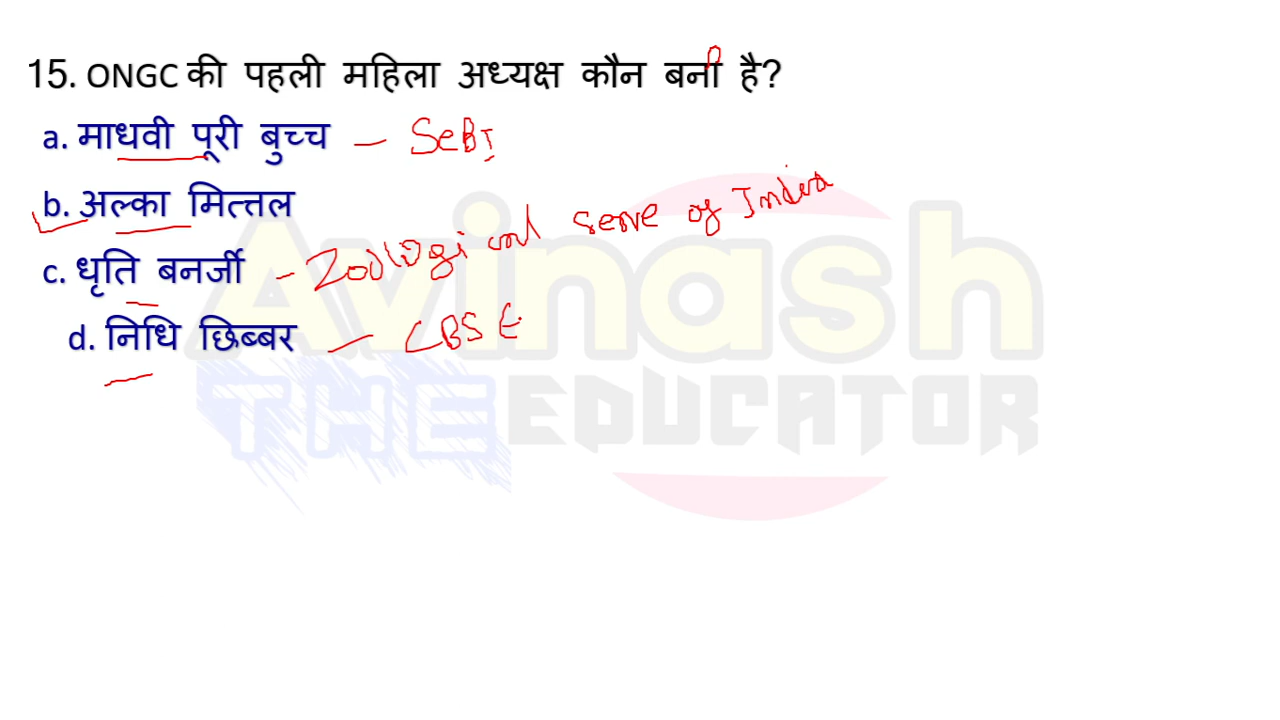 15. ONGC की पहली महिला अध्यक्ष कौन बनी है?
a. माधवी पूरी बुच्च – SeBI
b. अल्का मित्तल
c. धृति बनर्जी – Zoological serve of India
d. निधि छिब्बर – CBSE
Avinash
THE EDUCATOR